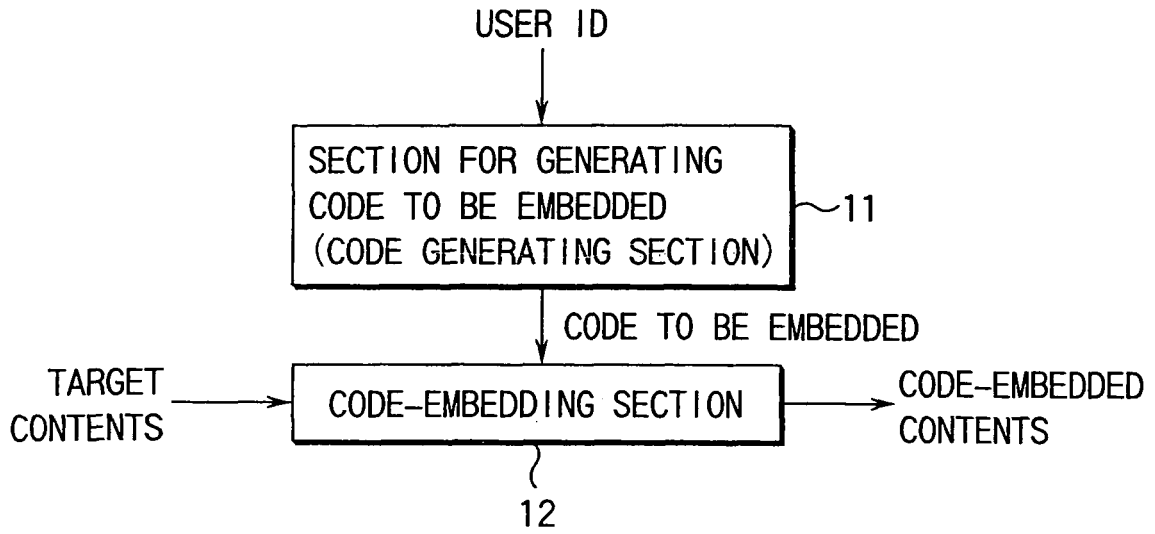 USER ID
SECTION FOR GENERATING
CODE TO BE EMBEDDED
(CODE GENERATING SECTION)
11
CODE TO BE EMBEDDED
TARGET
CONTENTS
CODE-EMBEDDING SECTION
CODE-EMBEDDED
CONTENTS
12